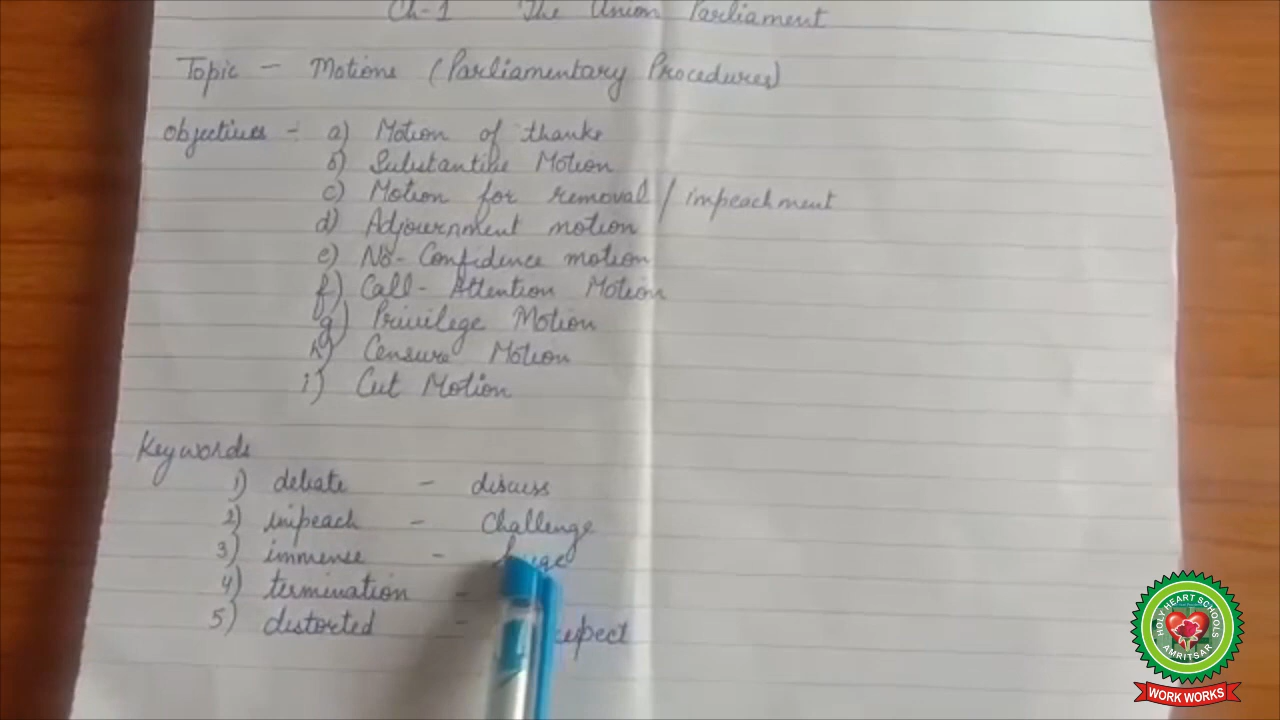 Ch-1 The Union Parliament
Topic - Motions (Parliamentary Procedures)
Objectives :- a) Motion of thanks
b) Substantive Motion
c) Motion for removal / impeachment
d) Adjournment motion
e) No-Confidence motion
f) Call-Attention Motion
g) Privilege Motion
h) Censure Motion
i) Cut Motion
Keywords
1) debate - discuss
2) impeach - Challenge
3) immense - huge
4) termination -
5) distorted -
HOLY HEART SCHOOLS
AMRITSAR
WORK WORKS